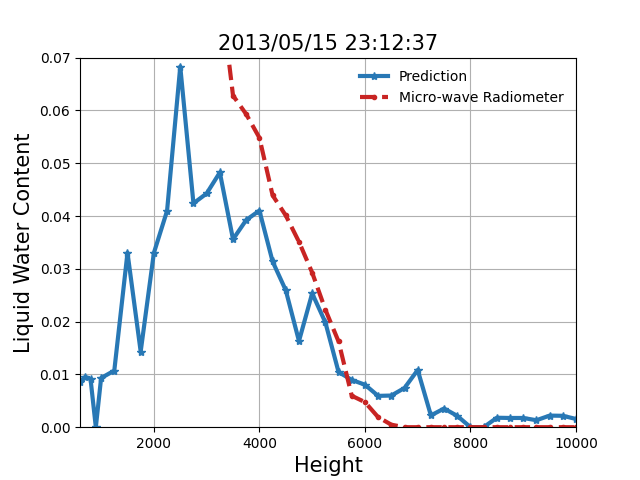 2013/05/15 23:12:37
Prediction
Micro-wave Radiometer
Liquid Water Content
0.07
0.06
0.05
0.04
0.03
0.02
0.01
0.00
2000 4000 6000 8000 10000
Height